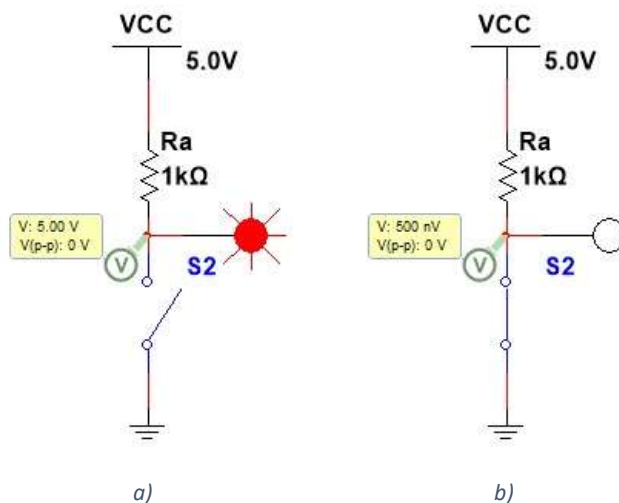 VCC
5.0V
Ra
1kΩ
V: 5.00 V
V(p-p): 0 V
V
S2
a)
VCC
5.0V
Ra
1kΩ
V: 500 nV
V(p-p): 0 V
V
S2
b)